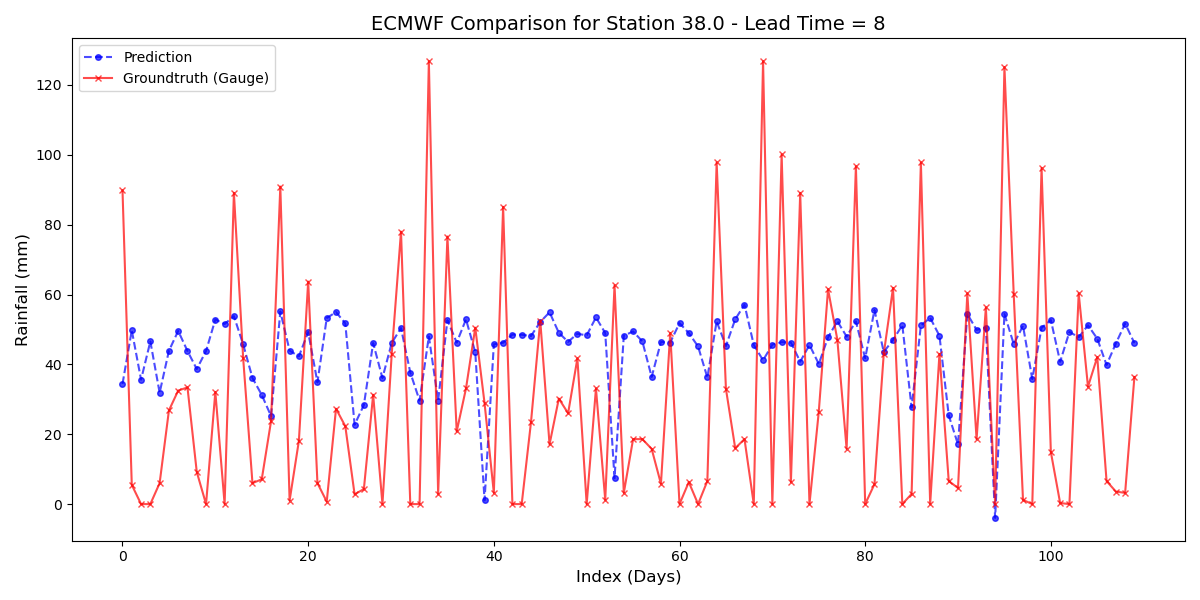 ECMWF Comparison for Station 38.0 - Lead Time = 8
Prediction
Groundtruth (Gauge)
Rainfall (mm)
120
100
80
60
40
20
0
0 20 40 60 80 100
Index (Days)